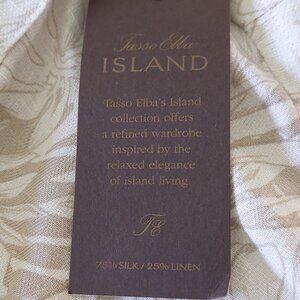 Tasso Elba
ISLAND
Tasso Elba's Island
collection offers
a refined wardrobe
inspired by the
relaxed elegance
of island living.
TE
75% SILK / 25% LINEN